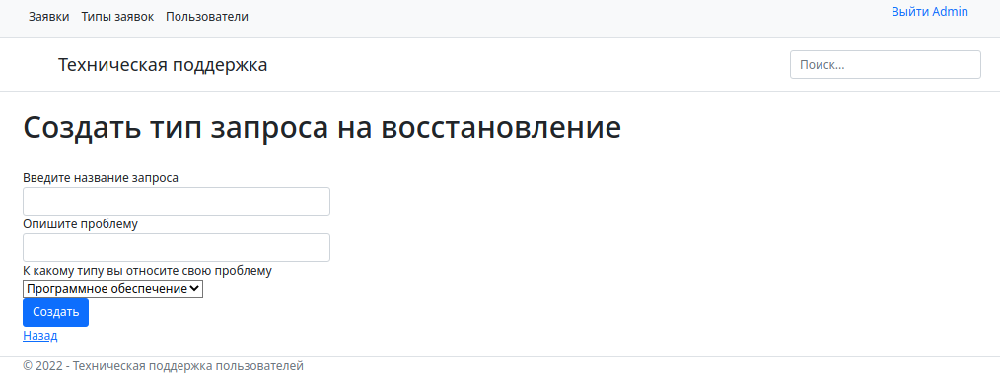 Заявки Типы заявок Пользователи Выйти Admin
Техническая поддержка Поиск...
Создать тип запроса на восстановление
Введите название запроса
Опишите проблему
К какому типу вы относите свою проблему
Программное обеспечение
Создать
Назад
© 2022 - Техническая поддержка пользователей